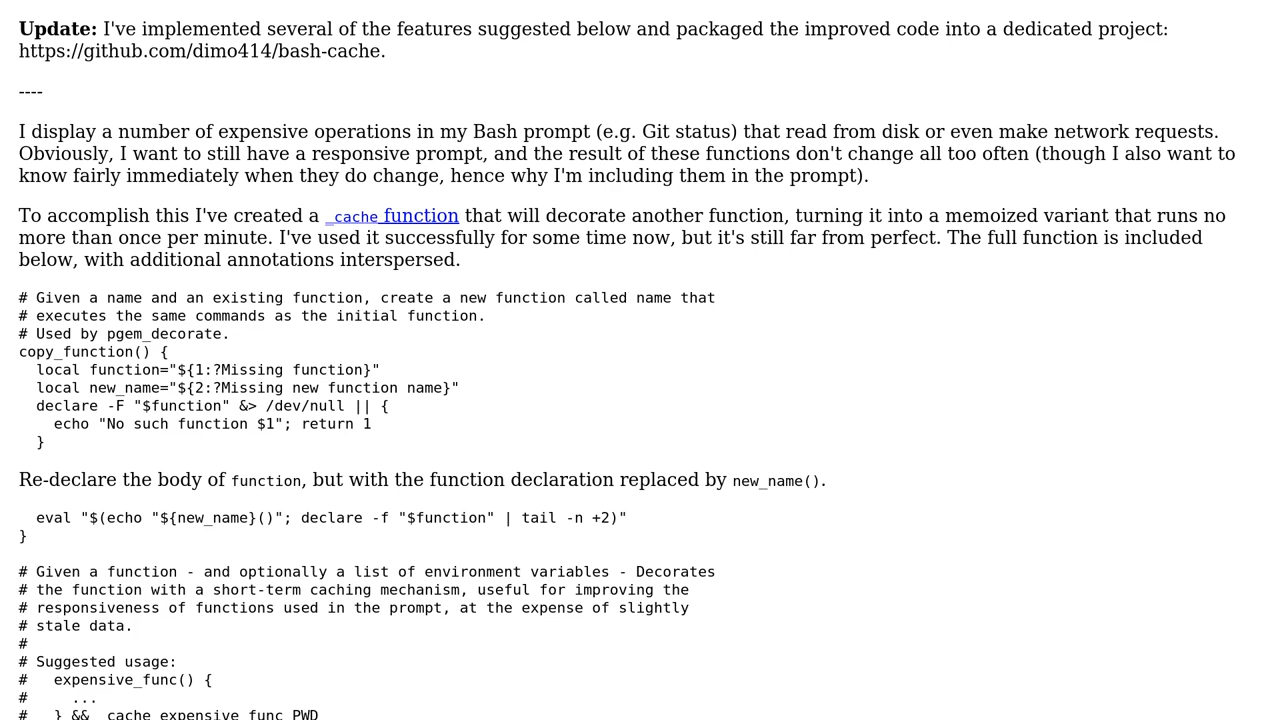 Update: I've implemented several of the features suggested below and packaged the improved code into a dedicated project:
https://github.com/dimo414/bash-cache.
----
I display a number of expensive operations in my Bash prompt (e.g. Git status) that read from disk or even make network requests.
Obviously, I want to still have a responsive prompt, and the result of these functions don't change all too often (though I also want to
know fairly immediately when they do change, hence why I'm including them in the prompt).
To accomplish this I've created a _cache function that will decorate another function, turning it into a memoized variant that runs no
more than once per minute. I've used it successfully for some time now, but it's still far from perfect. The full function is included
below, with additional annotations interspersed.
# Given a name and an existing function, create a new function called name that
# executes the same commands as the initial function.
# Used by pgem_decorate.
copy_function() {
  local function="${1:?Missing function}"
  local new_name="${2:?Missing new function name}"
  declare -F "$function" &> /dev/null || {
    echo "No such function $1"; return 1
  }
Re-declare the body of function, but with the function declaration replaced by new_name().
  eval "$(echo "${new_name}()"; declare -f "$function" | tail -n +2)"
}
# Given a function - and optionally a list of environment variables - Decorates
# the function with a short-term caching mechanism, useful for improving the
# responsiveness of functions used in the prompt, at the expense of slightly
# stale data.
#
# Suggested usage:
#   expensive_func() {
#     ...
#   } && _cache expensive_func PWD